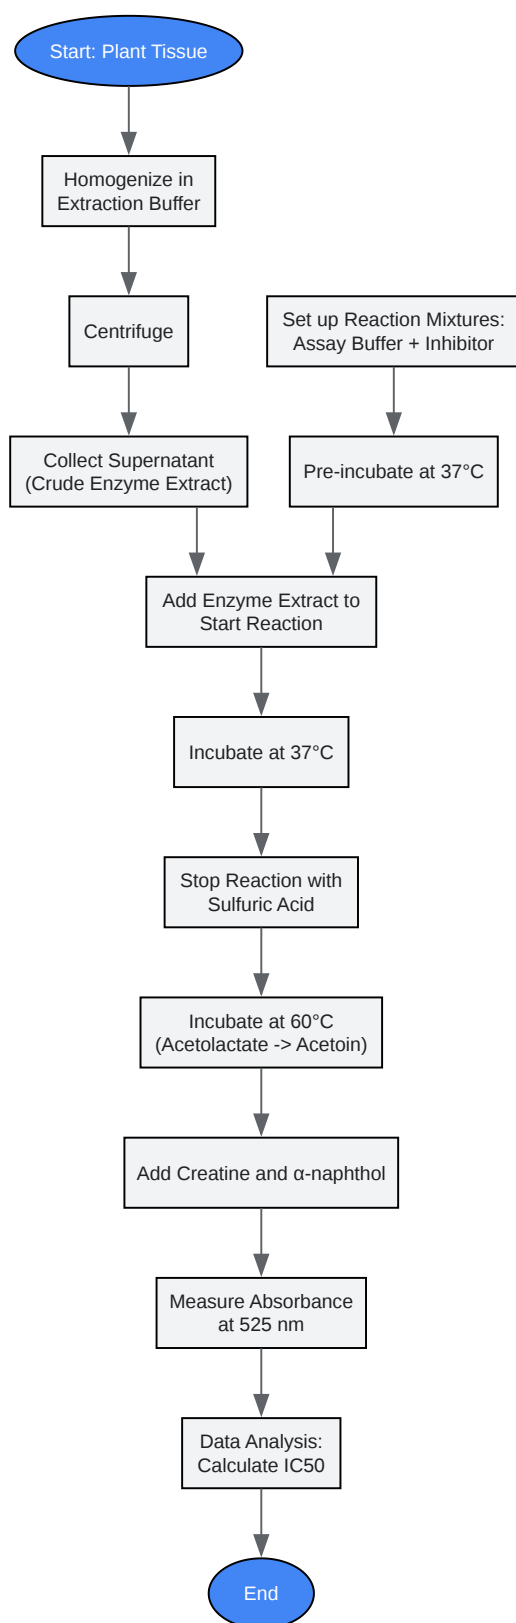 Start: Plant Tissue
Homogenize in
Extraction Buffer
Centrifuge
Set up Reaction Mixtures:
Assay Buffer + Inhibitor
Collect Supernatant
(Crude Enzyme Extract)
Pre-incubate at 37°C
Add Enzyme Extract to
Start Reaction
Incubate at 37°C
Stop Reaction with
Sulfuric Acid
Incubate at 60°C
(Acetolactate -> Acetoin)
Add Creatine and α-naphthol
Measure Absorbance
at 525 nm
Data Analysis:
Calculate IC50
End